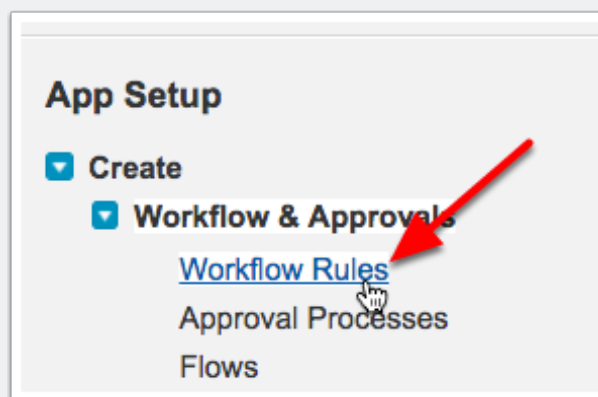 App Setup
Create
Workflow & Approvals
Workflow Rules
Approval Processes
Flows